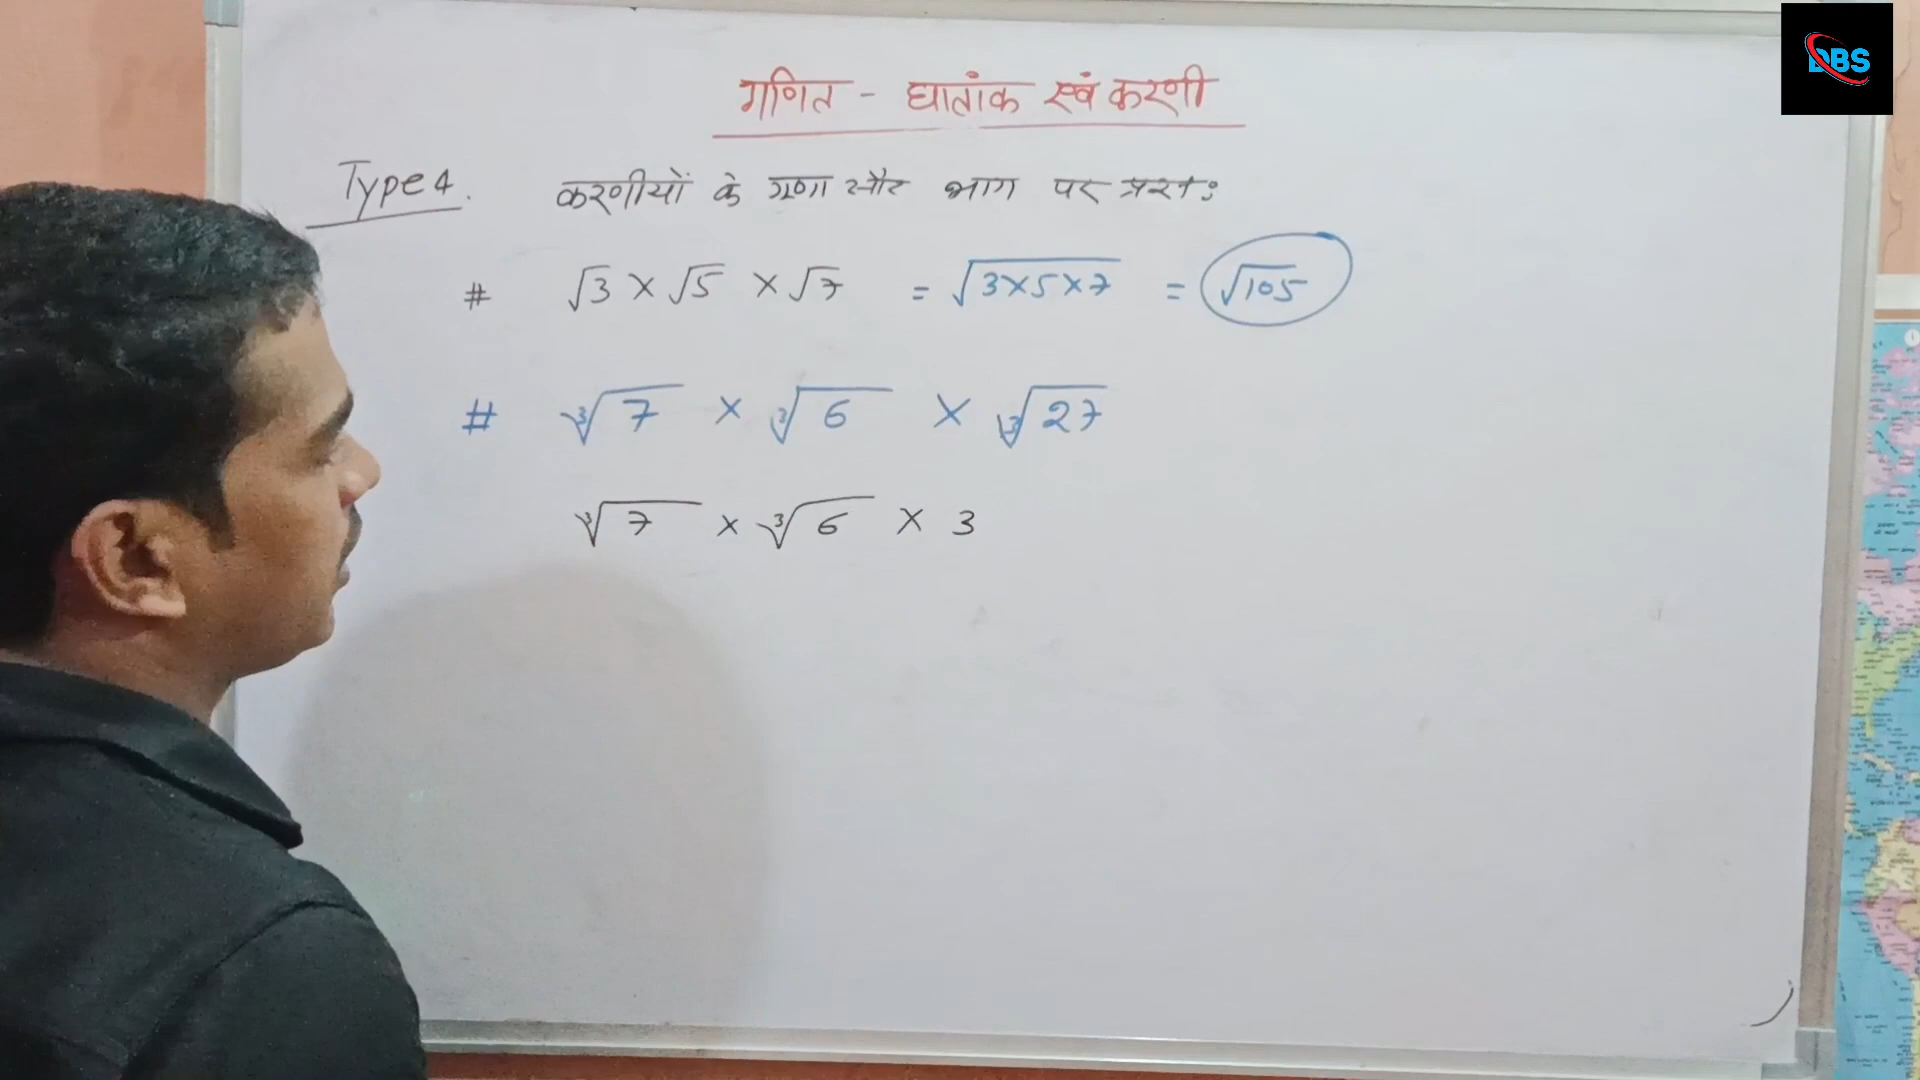 DBS
गणित - घातांक एवं करणी
Type 4. करणीयों के गुणा और भाग पर प्रश्न:
# √3 × √5 × √7 = √3×5×7 = √105
# ∛7 × ∛6 × ∛27
∛7 × ∛6 × 3